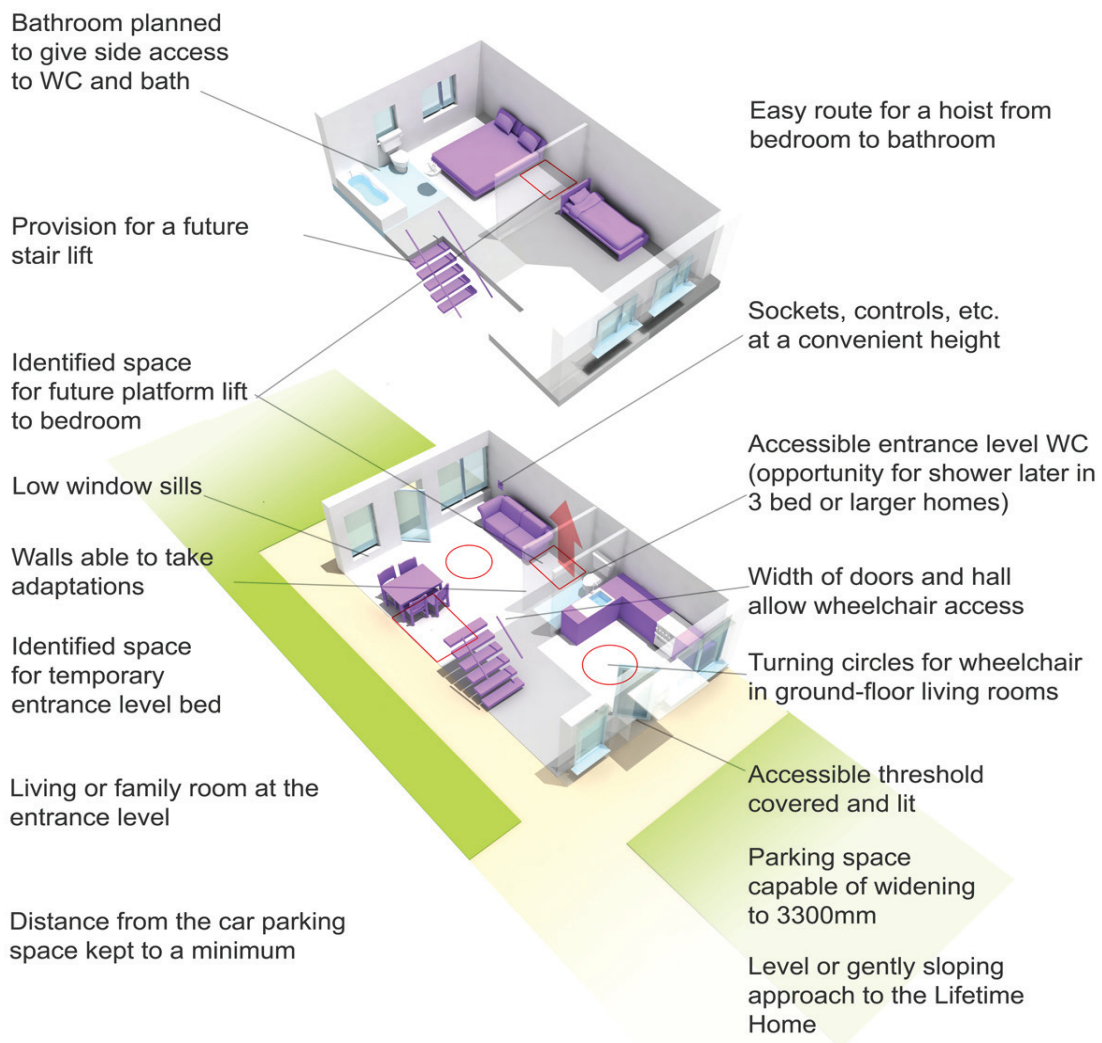 Bathroom planned
to give side access
to WC and bath
Easy route for a hoist from
bedroom to bathroom
Provision for a future
stair lift
Sockets, controls, etc.
at a convenient height
Identified space
for future platform lift
to bedroom
Accessible entrance level WC
(opportunity for shower later in
3 bed or larger homes)
Low window sills
Walls able to take
adaptations
Width of doors and hall
allow wheelchair access
Identified space
for temporary
entrance level bed
Turning circles for wheelchair
in ground-floor living rooms
Living or family room at the
entrance level
Accessible threshold
covered and lit
Parking space
capable of widening
to 3300mm
Distance from the car parking
space kept to a minimum
Level or gently sloping
approach to the Lifetime
Home